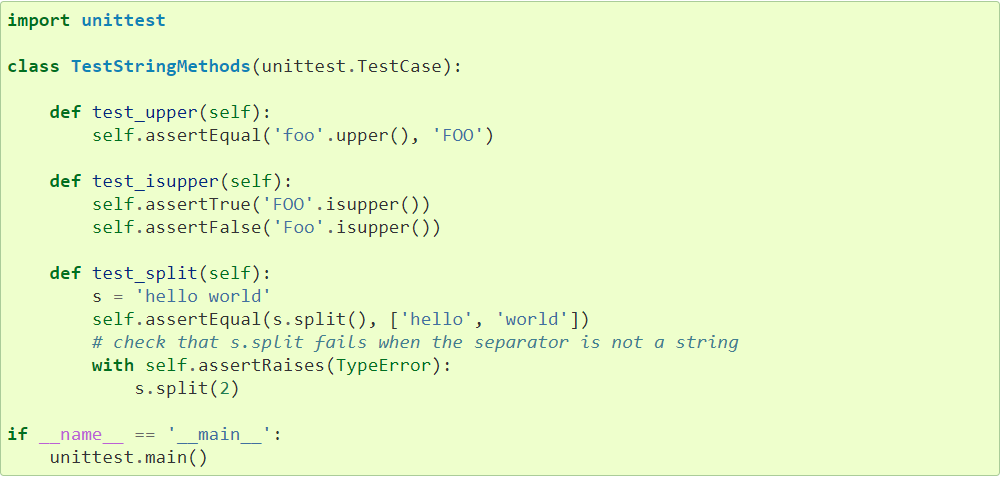 import unittest

class TestStringMethods(unittest.TestCase):

    def test_upper(self):
        self.assertEqual('foo'.upper(), 'FOO')

    def test_isupper(self):
        self.assertTrue('FOO'.isupper())
        self.assertFalse('Foo'.isupper())

    def test_split(self):
        s = 'hello world'
        self.assertEqual(s.split(), ['hello', 'world'])
        # check that s.split fails when the separator is not a string
        with self.assertRaises(TypeError):
            s.split(2)

if __name__ == '__main__':
    unittest.main()